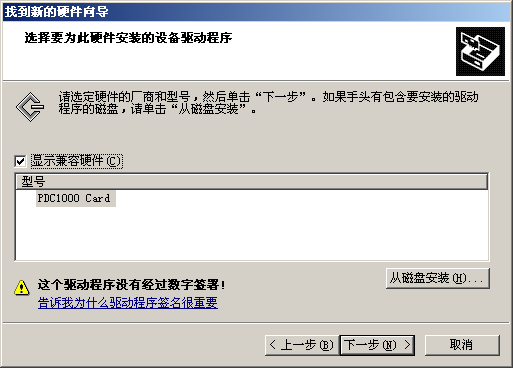 找到新的硬件向导
选择要为此硬件安装的设备驱动程序
请选定硬件的厂商和型号，然后单击“下一步”。如果手头有包含要安装的驱动
程序的磁盘，请单击“从磁盘安装”。
显示兼容硬件(C)
型号
PDC1000 Card
这个驱动程序没有经过数字签署!
告诉我为什么驱动程序签名很重要
从磁盘安装(H)...
< 上一步(B) 下一步(N) > 取消